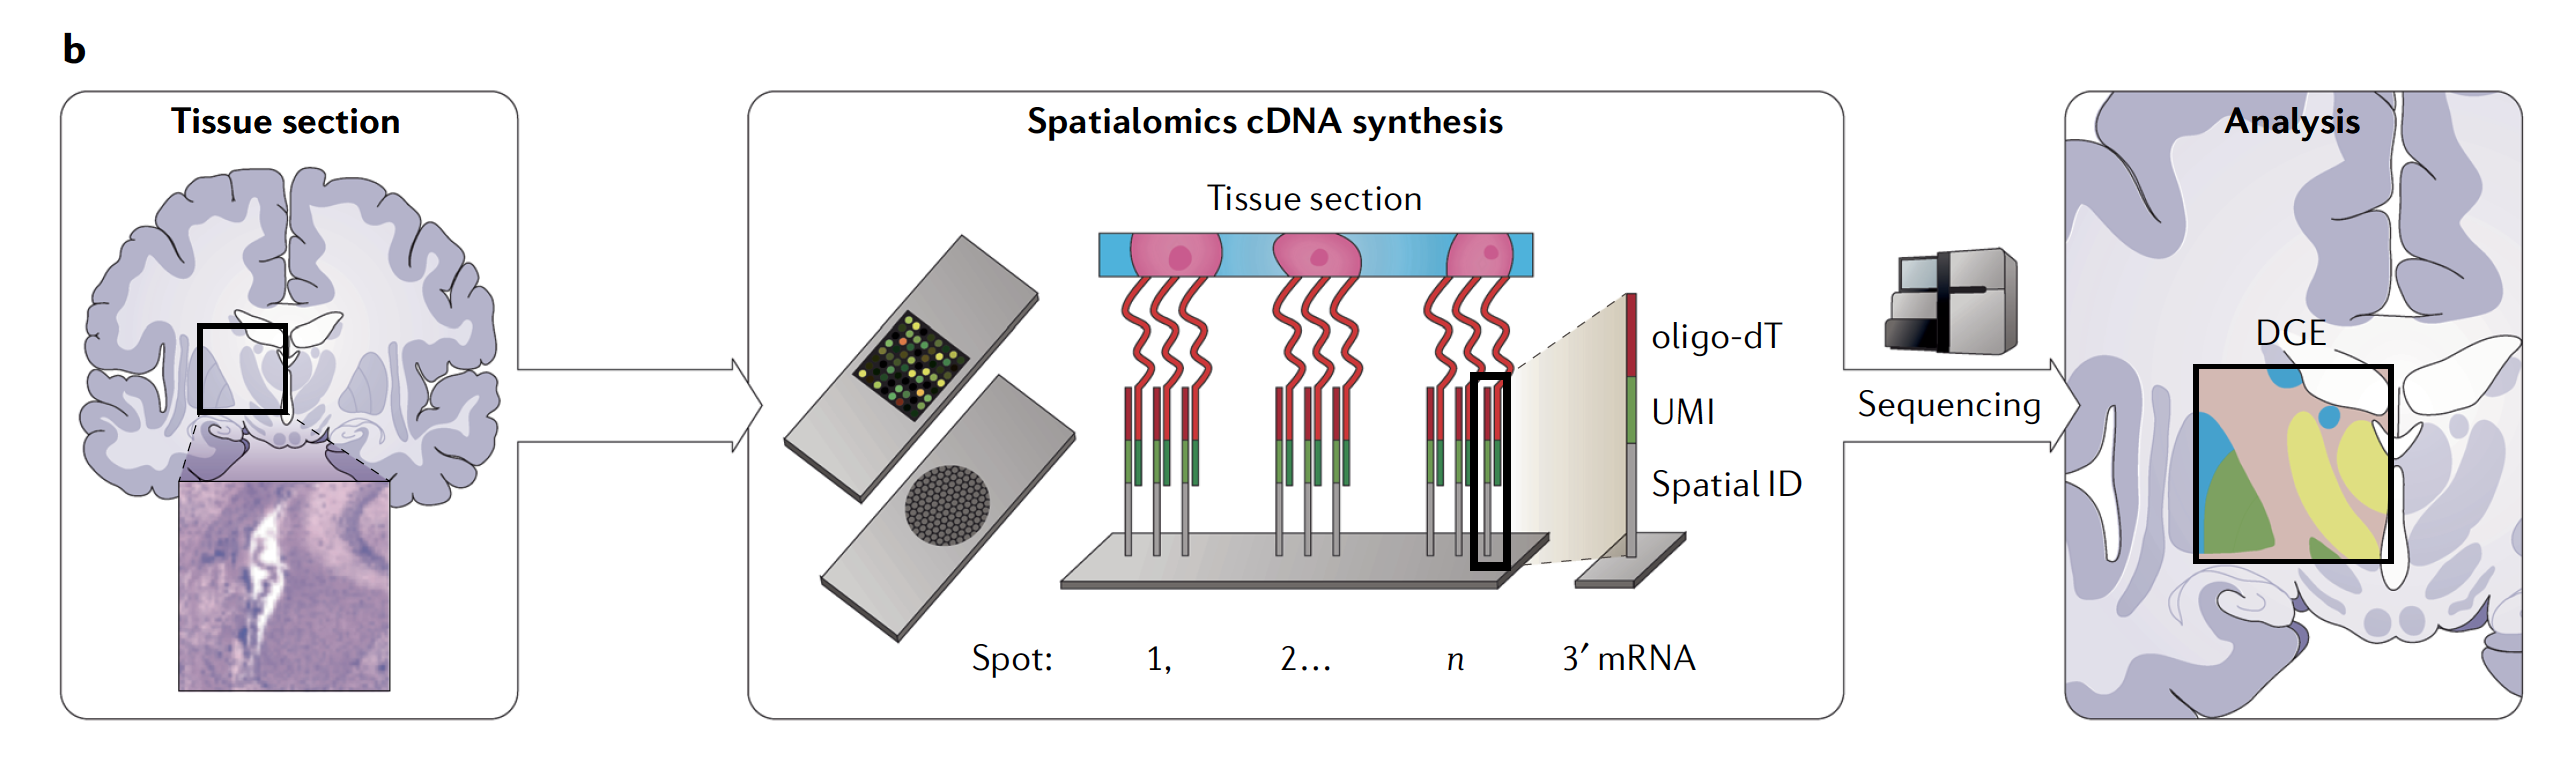 b
Tissue section
Spatialomics cDNA synthesis
Tissue section
oligo-dT
UMI
Spatial ID
Spot: 1, 2... n 3′ mRNA
Sequencing
Analysis
DGE